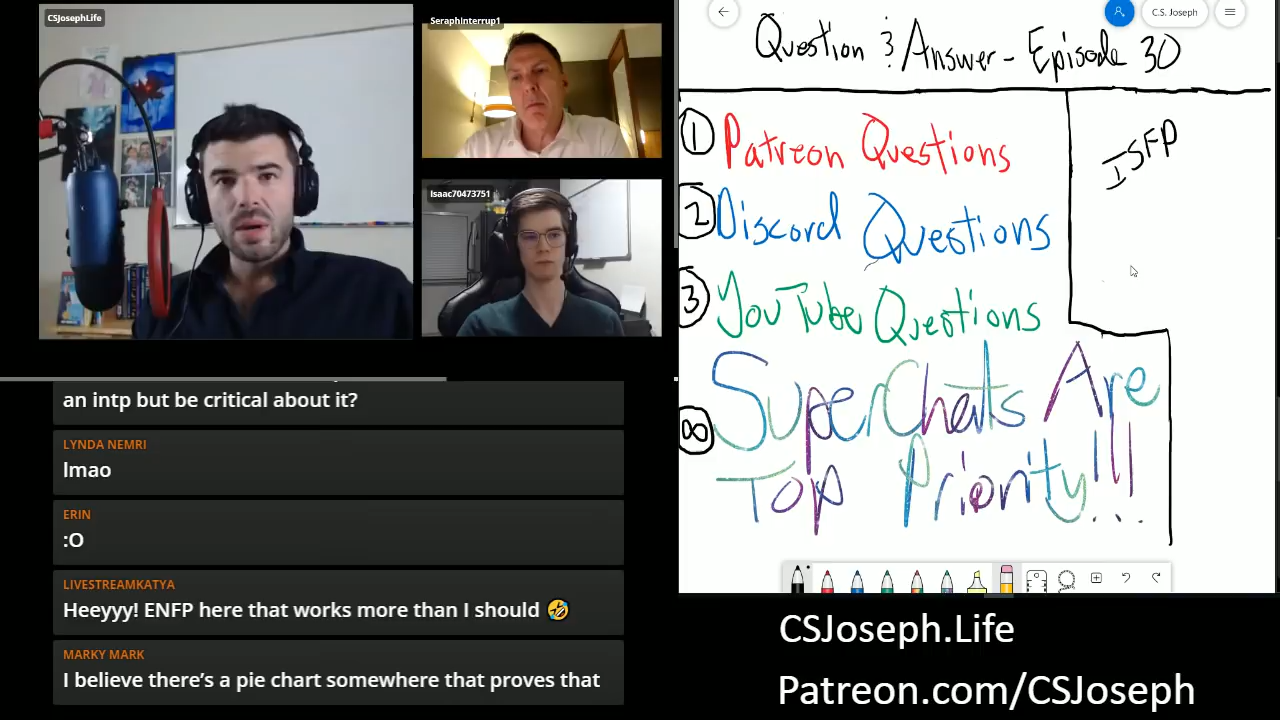 CSJosephLife
SeraphInterrup1
Isaac70473751
C.S. Joseph
Question & Answer - Episode 30
1 Patreon Questions
ISFP
2 Discord Questions
3 YouTube Questions
∞ SuperChats Are
Top Priority!!!
an intp but be critical about it?
LYNDA NEMRI
lmao
ERIN
:O
LIVESTREAMKATYA
Heeyyy! ENFP here that works more than I should 🤣
MARKY MARK
I believe there's a pie chart somewhere that proves that
CSJoseph.Life
Patreon.com/CSJoseph